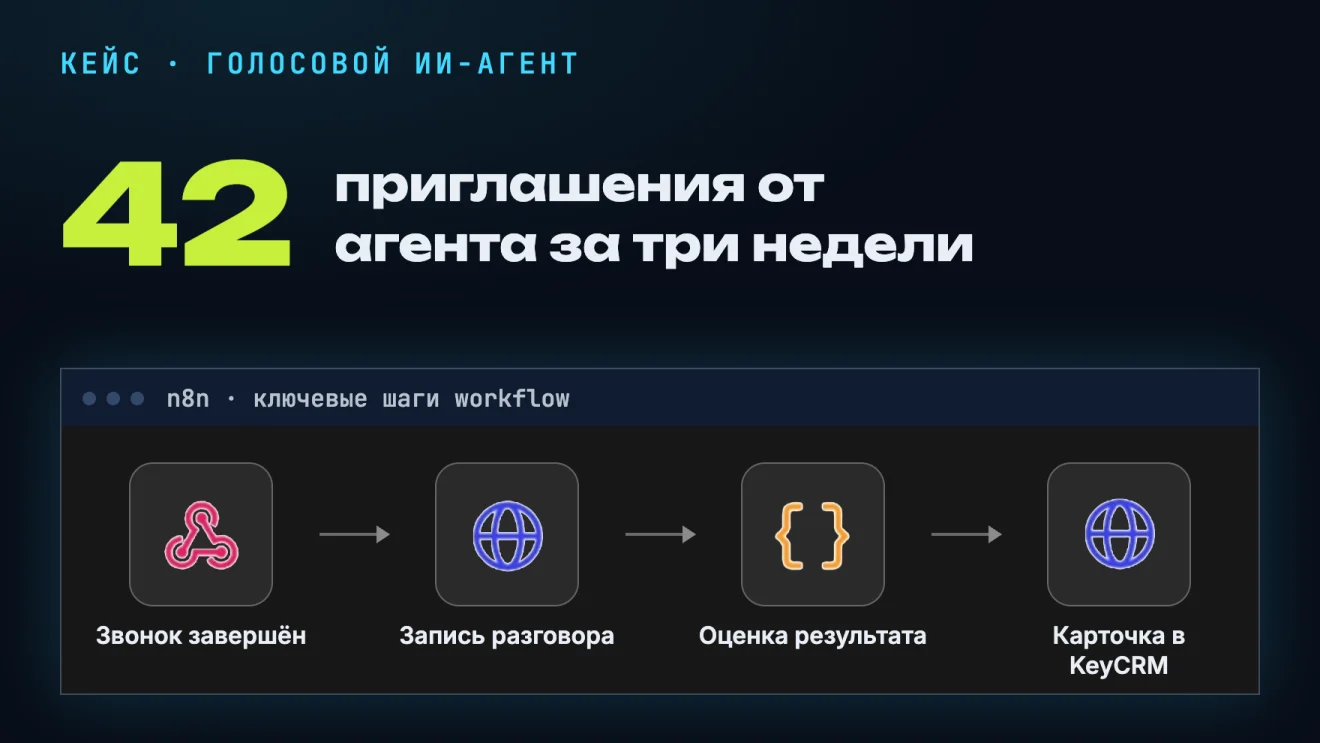 КЕЙС · ГОЛОСОВОЙ ИИ-АГЕНТ
42
приглашения от
агента за три недели
n8n · ключевые шаги workflow
Звонок завершён
Запись разговора
Оценка результата
Карточка в
KeyCRM